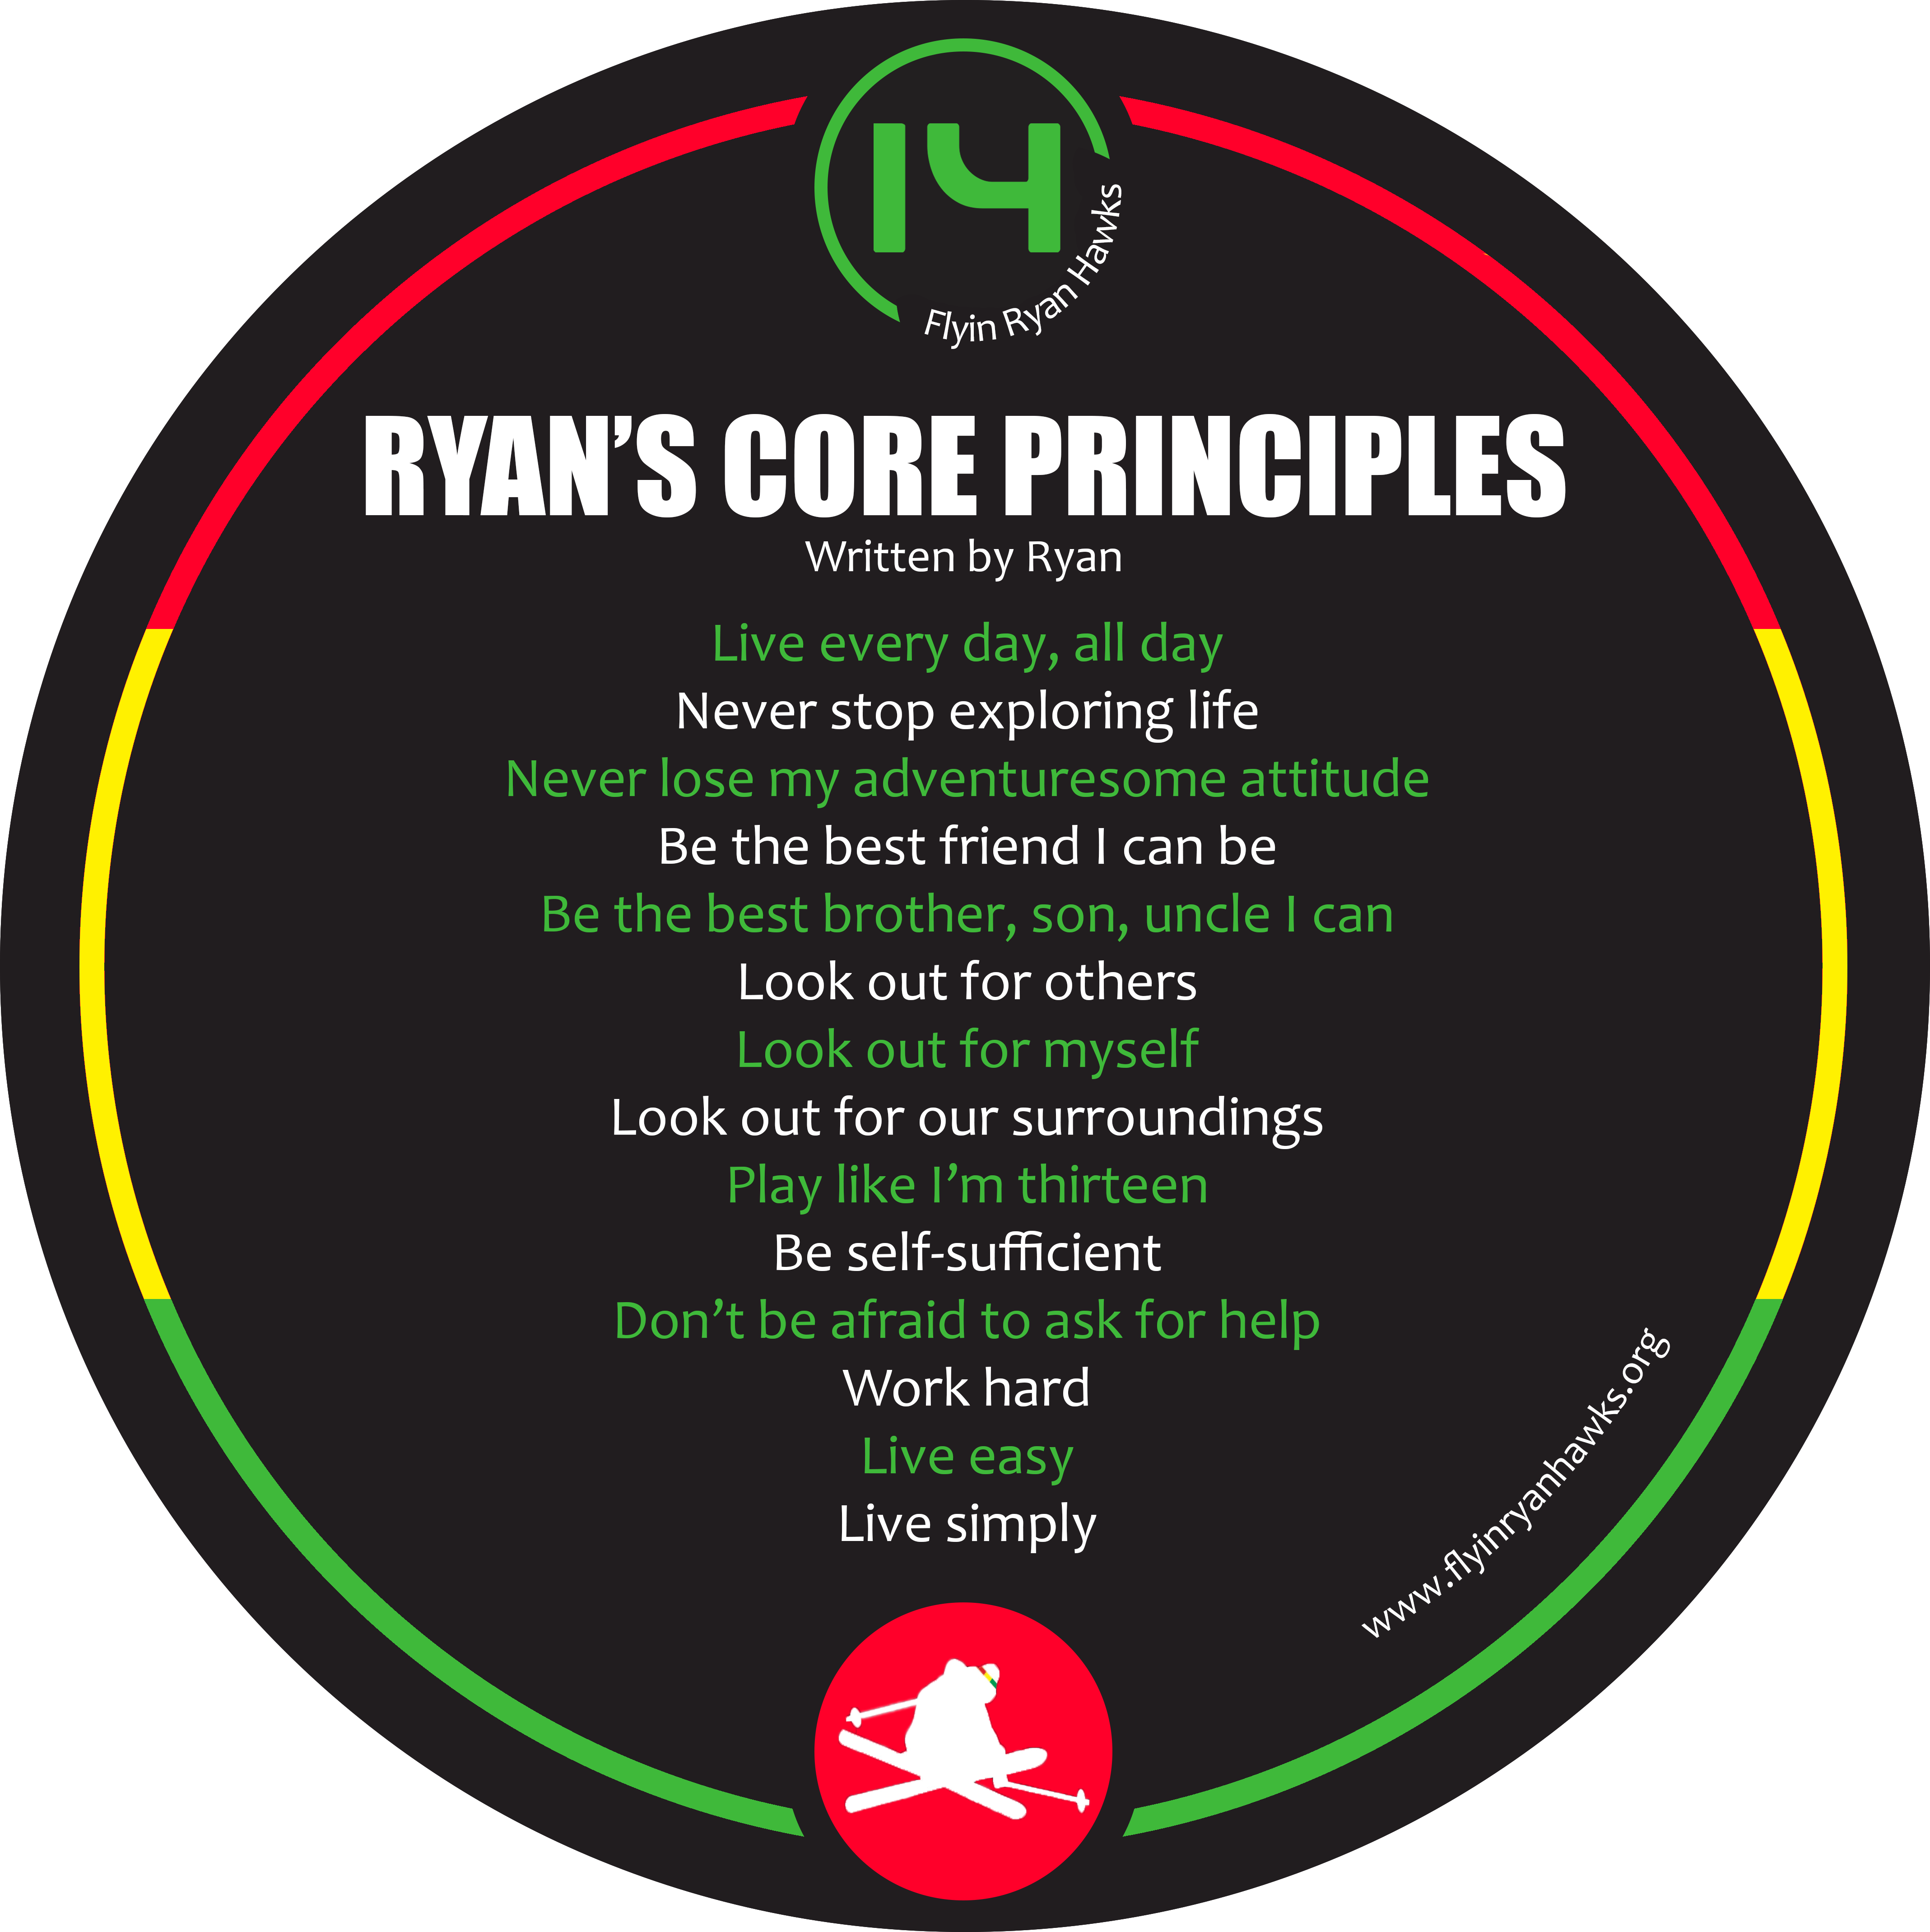 14
Flyin Ryan Hawks
RYAN'S CORE PRINCIPLES
Written by Ryan
Live every day, all day
Never stop exploring life
Never lose my adventuresome attitude
Be the best friend I can be
Be the best brother, son, uncle I can
Look out for others
Look out for myself
Look out for our surroundings
Play like I'm thirteen
Be self-sufficient
Don't be afraid to ask for help
Work hard
Live easy
Live simply
www.flyinryanhawks.org